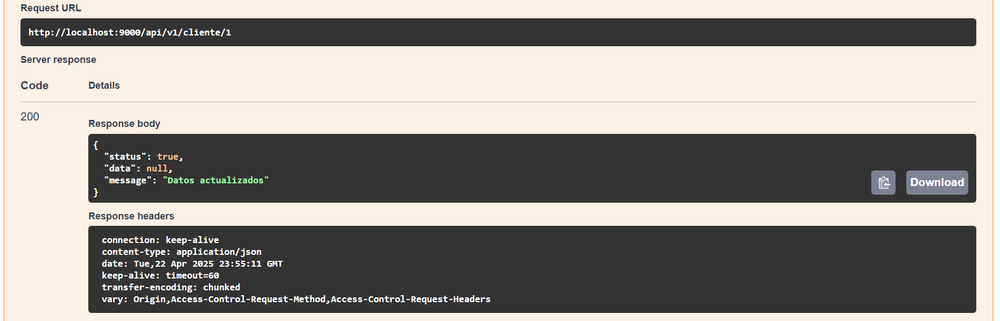 Request URL
http://localhost:9000/api/v1/cliente/1
Server response
Code Details
200
Response body
{
"status": true,
"data": null,
"message": "Datos actualizados"
}
Download
Response headers
connection: keep-alive
content-type: application/json
date: Tue,22 Apr 2025 23:55:11 GMT
keep-alive: timeout=60
transfer-encoding: chunked
vary: Origin,Access-Control-Request-Method,Access-Control-Request-Headers